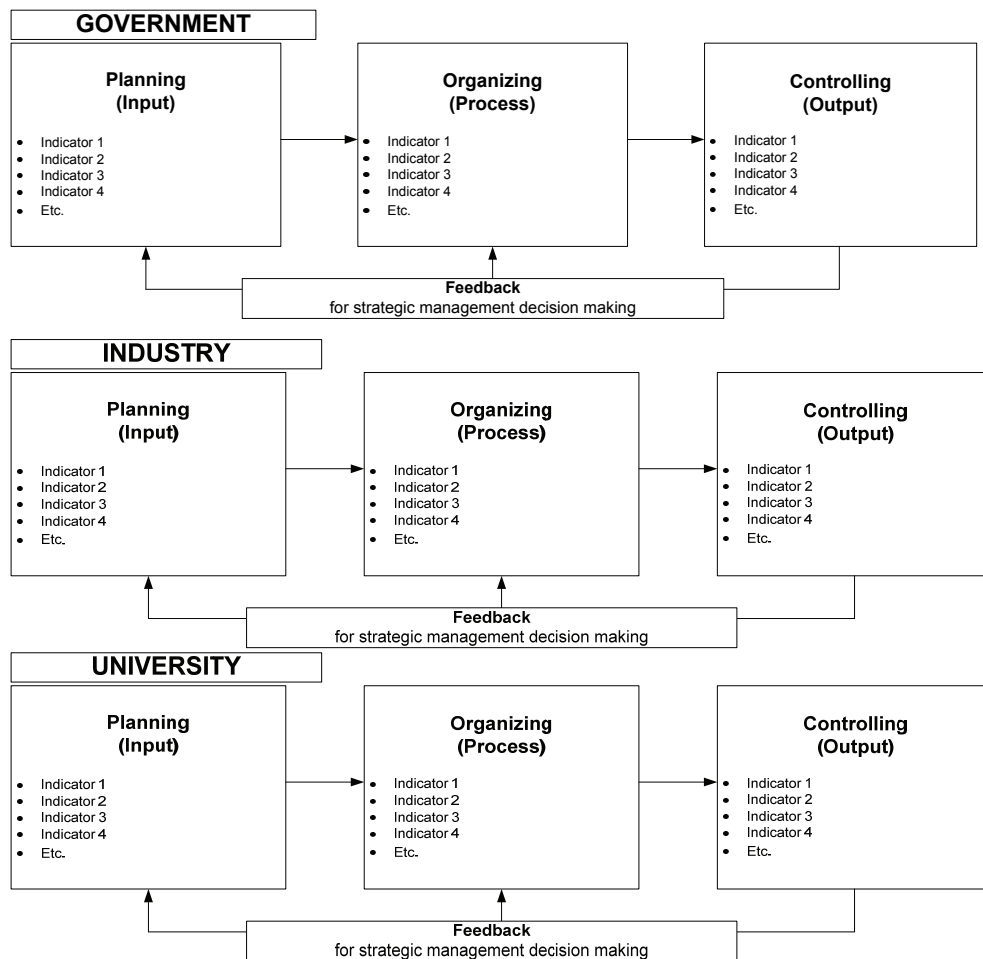 GOVERNMENT
Planning
(Input)
• Indicator 1
• Indicator 2
• Indicator 3
• Indicator 4
• Etc.
Organizing
(Process)
• Indicator 1
• Indicator 2
• Indicator 3
• Indicator 4
• Etc.
Controlling
(Output)
• Indicator 1
• Indicator 2
• Indicator 3
• Indicator 4
• Etc.
Feedback
for strategic management decision making
INDUSTRY
Planning
(Input)
• Indicator 1
• Indicator 2
• Indicator 3
• Indicator 4
• Etc.
Organizing
(Process)
• Indicator 1
• Indicator 2
• Indicator 3
• Indicator 4
• Etc.
Controlling
(Output)
• Indicator 1
• Indicator 2
• Indicator 3
• Indicator 4
• Etc.
Feedback
for strategic management decision making
UNIVERSITY
Planning
(Input)
• Indicator 1
• Indicator 2
• Indicator 3
• Indicator 4
• Etc.
Organizing
(Process)
• Indicator 1
• Indicator 2
• Indicator 3
• Indicator 4
• Etc.
Controlling
(Output)
• Indicator 1
• Indicator 2
• Indicator 3
• Indicator 4
• Etc.
Feedback
for strategic management decision making